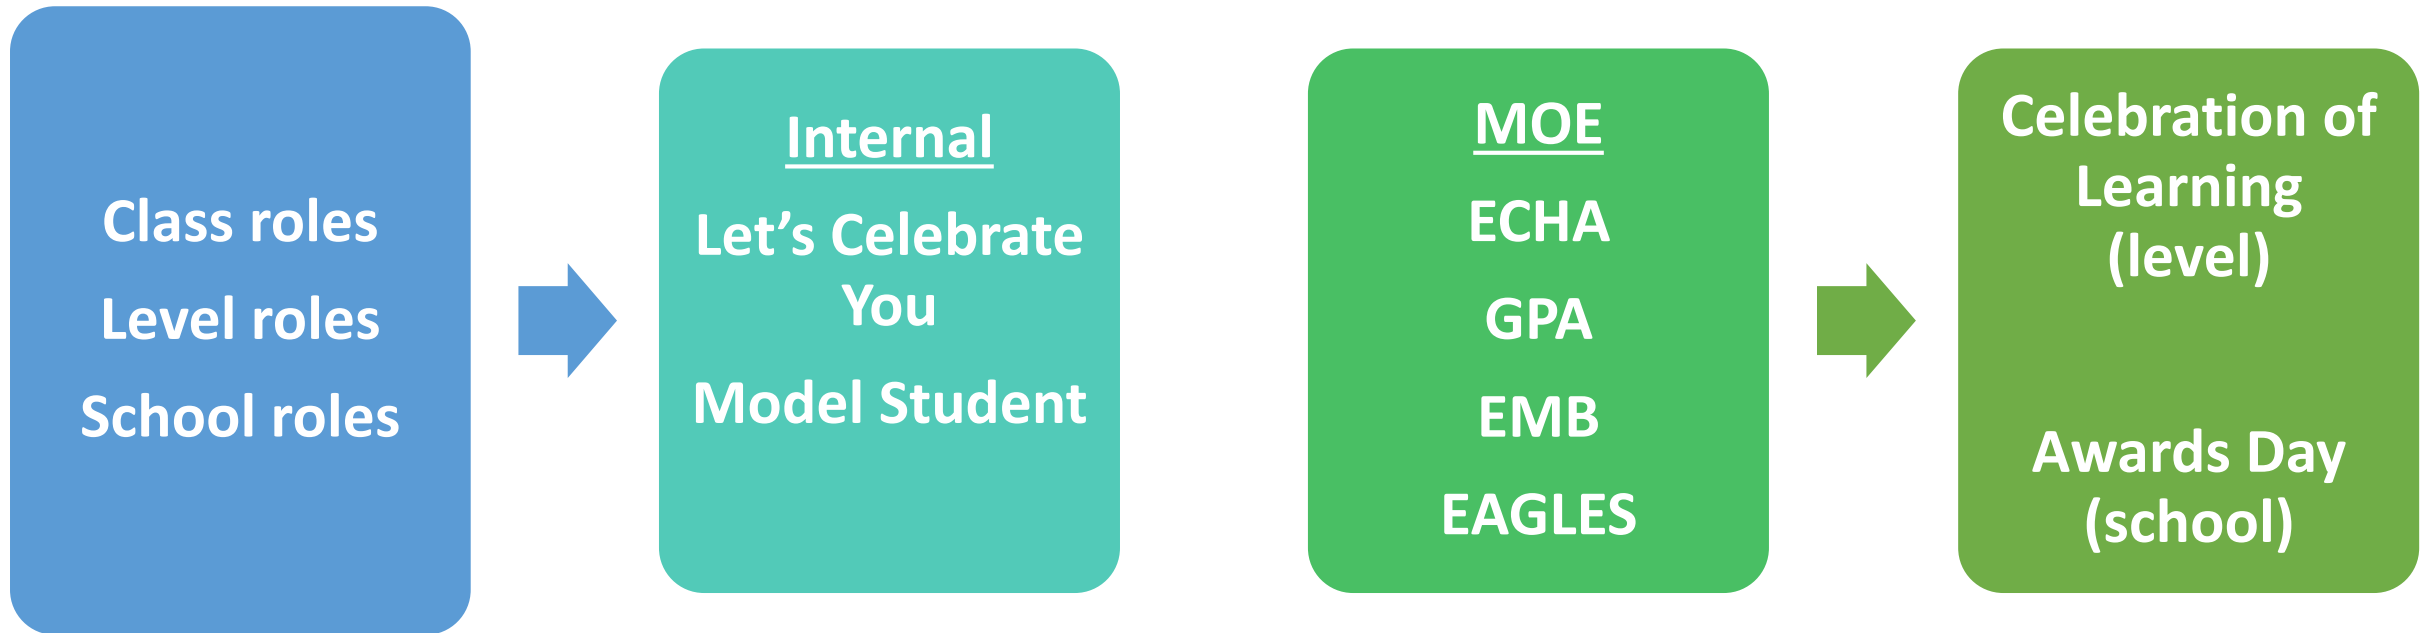 Class roles
Level roles
School roles
Internal
Let’s Celebrate
You
Model Student
MOE
ECHA
GPA
EMB
EAGLES
Celebration of
Learning
(level)
Awards Day
(school)